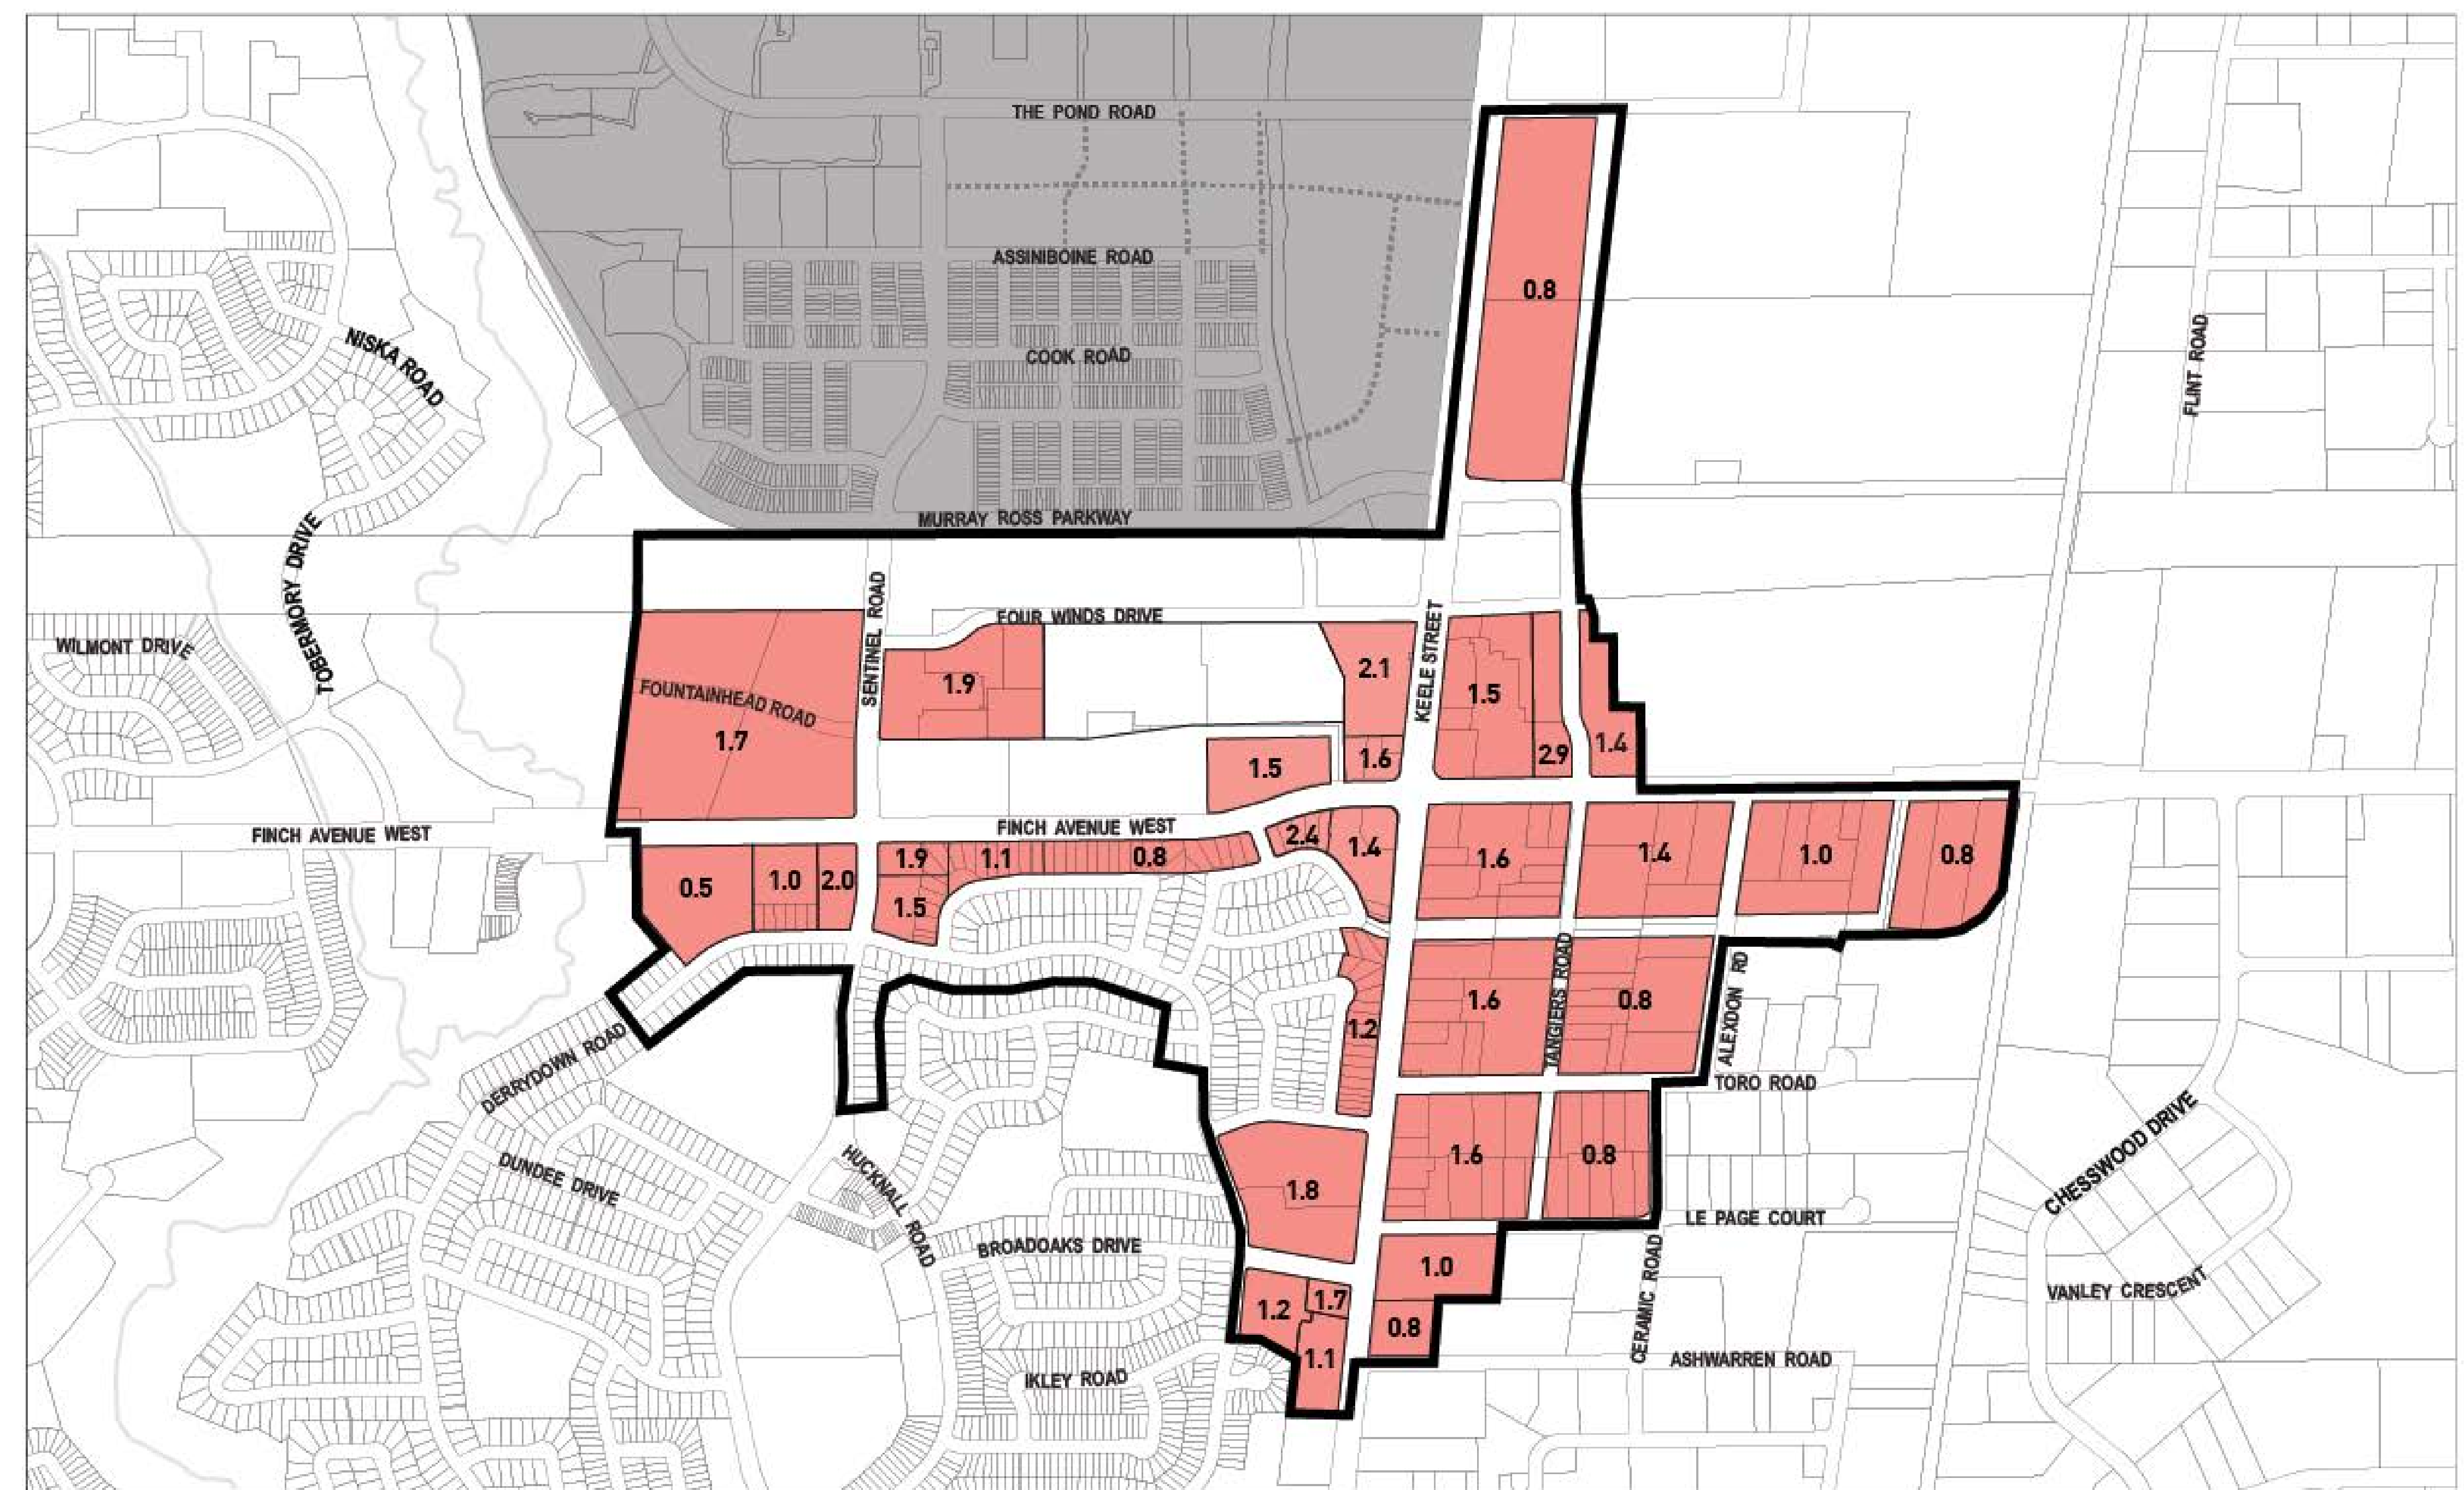 THE POND ROAD
ASSINIBOINE ROAD
0.8
NISKA ROAD
COOK ROAD
FLINT ROAD
MURRAY ROSS PARKWAY
TOBERMORY DRIVE
SENTINEL ROAD
FOUR WINDS DRIVE
KEELE STREET
WILMONT DRIVE
FOUNTAINHEAD ROAD
1.7
1.9
2.1
1.5
1.6
1.5
2.9
1.4
FINCH AVENUE WEST
FINCH AVENUE WEST
0.5
1.0
2.0
1.9
1.1
0.8
2.4
1.4
1.6
1.4
1.0
0.8
1.5
1.2
1.6
TANGIERS ROAD
0.8
ALEXDON RD
TORO ROAD
DERRYDOWN ROAD
DUNDEE DRIVE
HUCKNALL ROAD
1.8
1.6
0.8
CHESSWOOD DRIVE
LE PAGE COURT
BROADOAKS DRIVE
1.0
CERAMIC ROAD
VANLEY CRESCENT
1.2
1.7
0.8
1.1
IKLEY ROAD
ASHWARREN ROAD